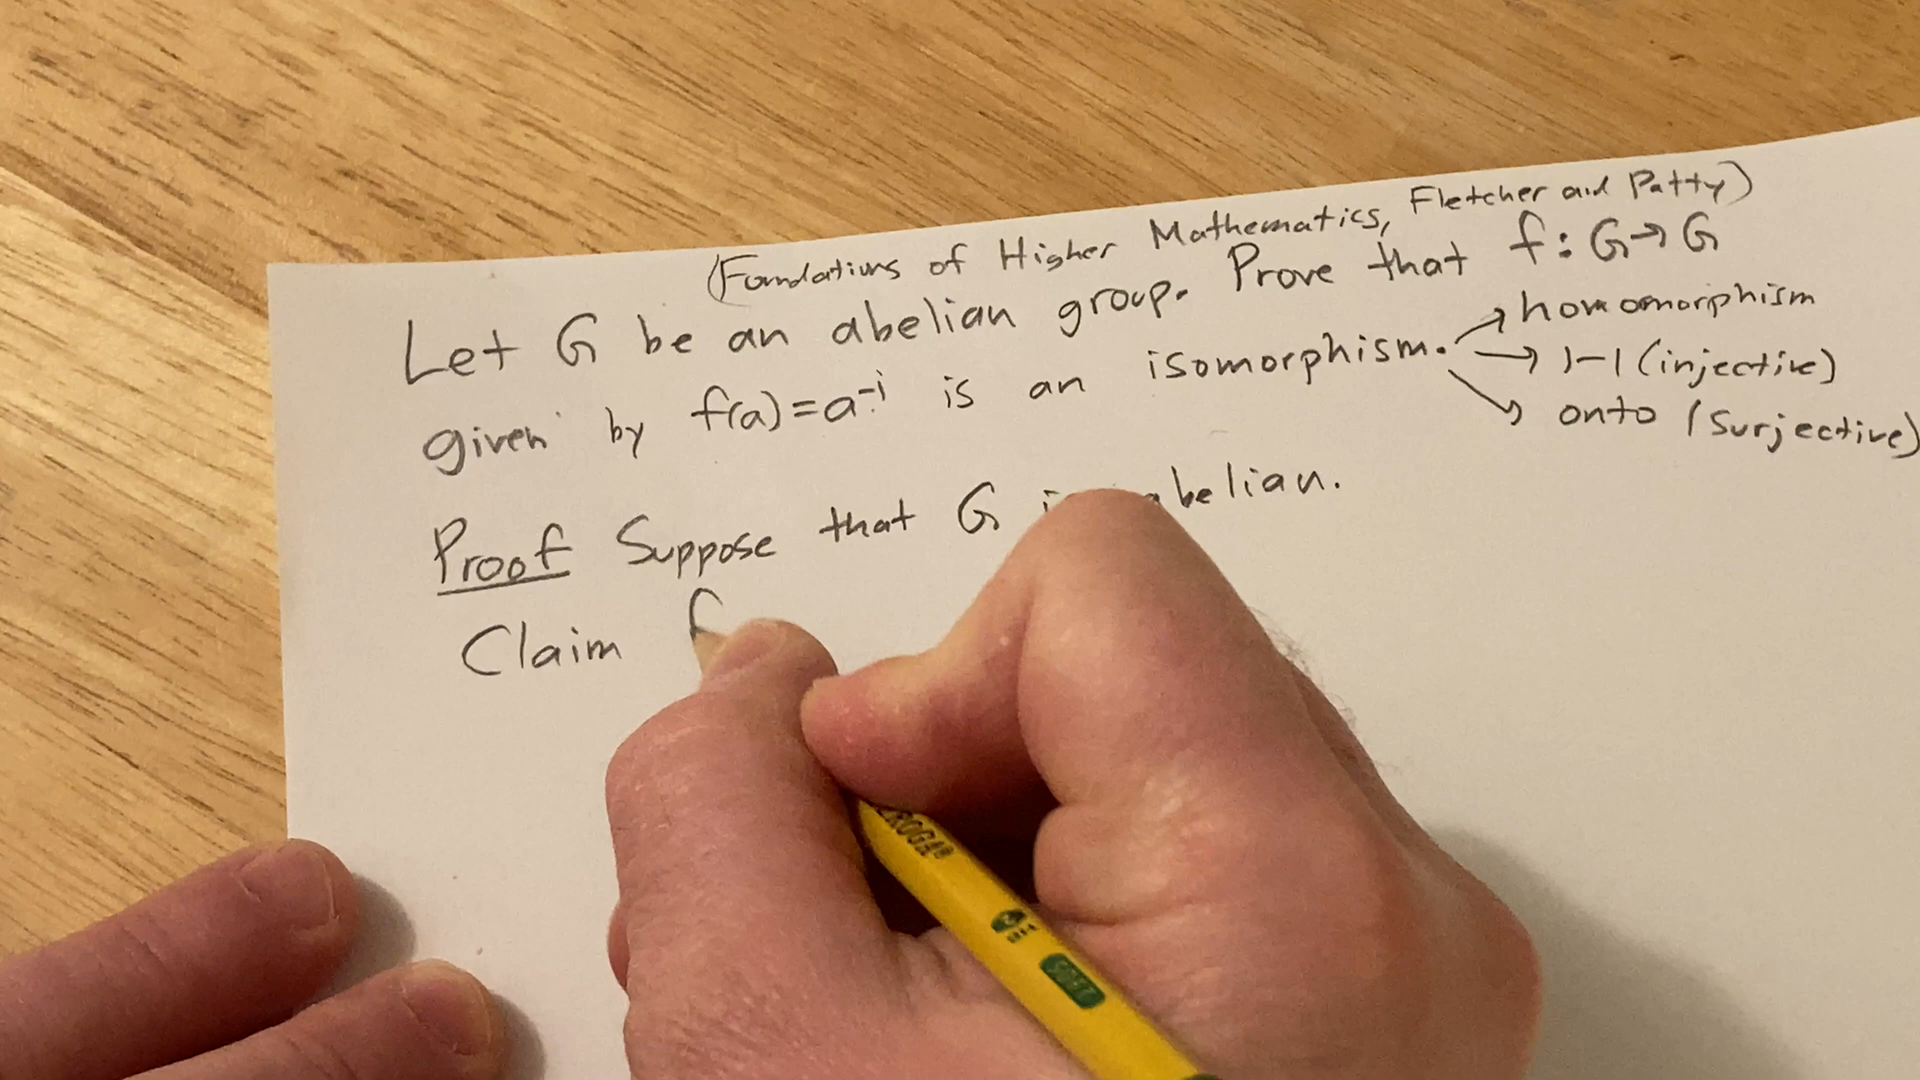 (Foundations of Higher Mathematics, Fletcher and Patty)
Let G be an abelian group. Prove that f: G→G
given by f(a)=a⁻¹ is an isomorphism. → homomorphism
→ 1-1 (injective)
→ onto (surjective)
Proof Suppose that G abelian.
Claim f
SOFT